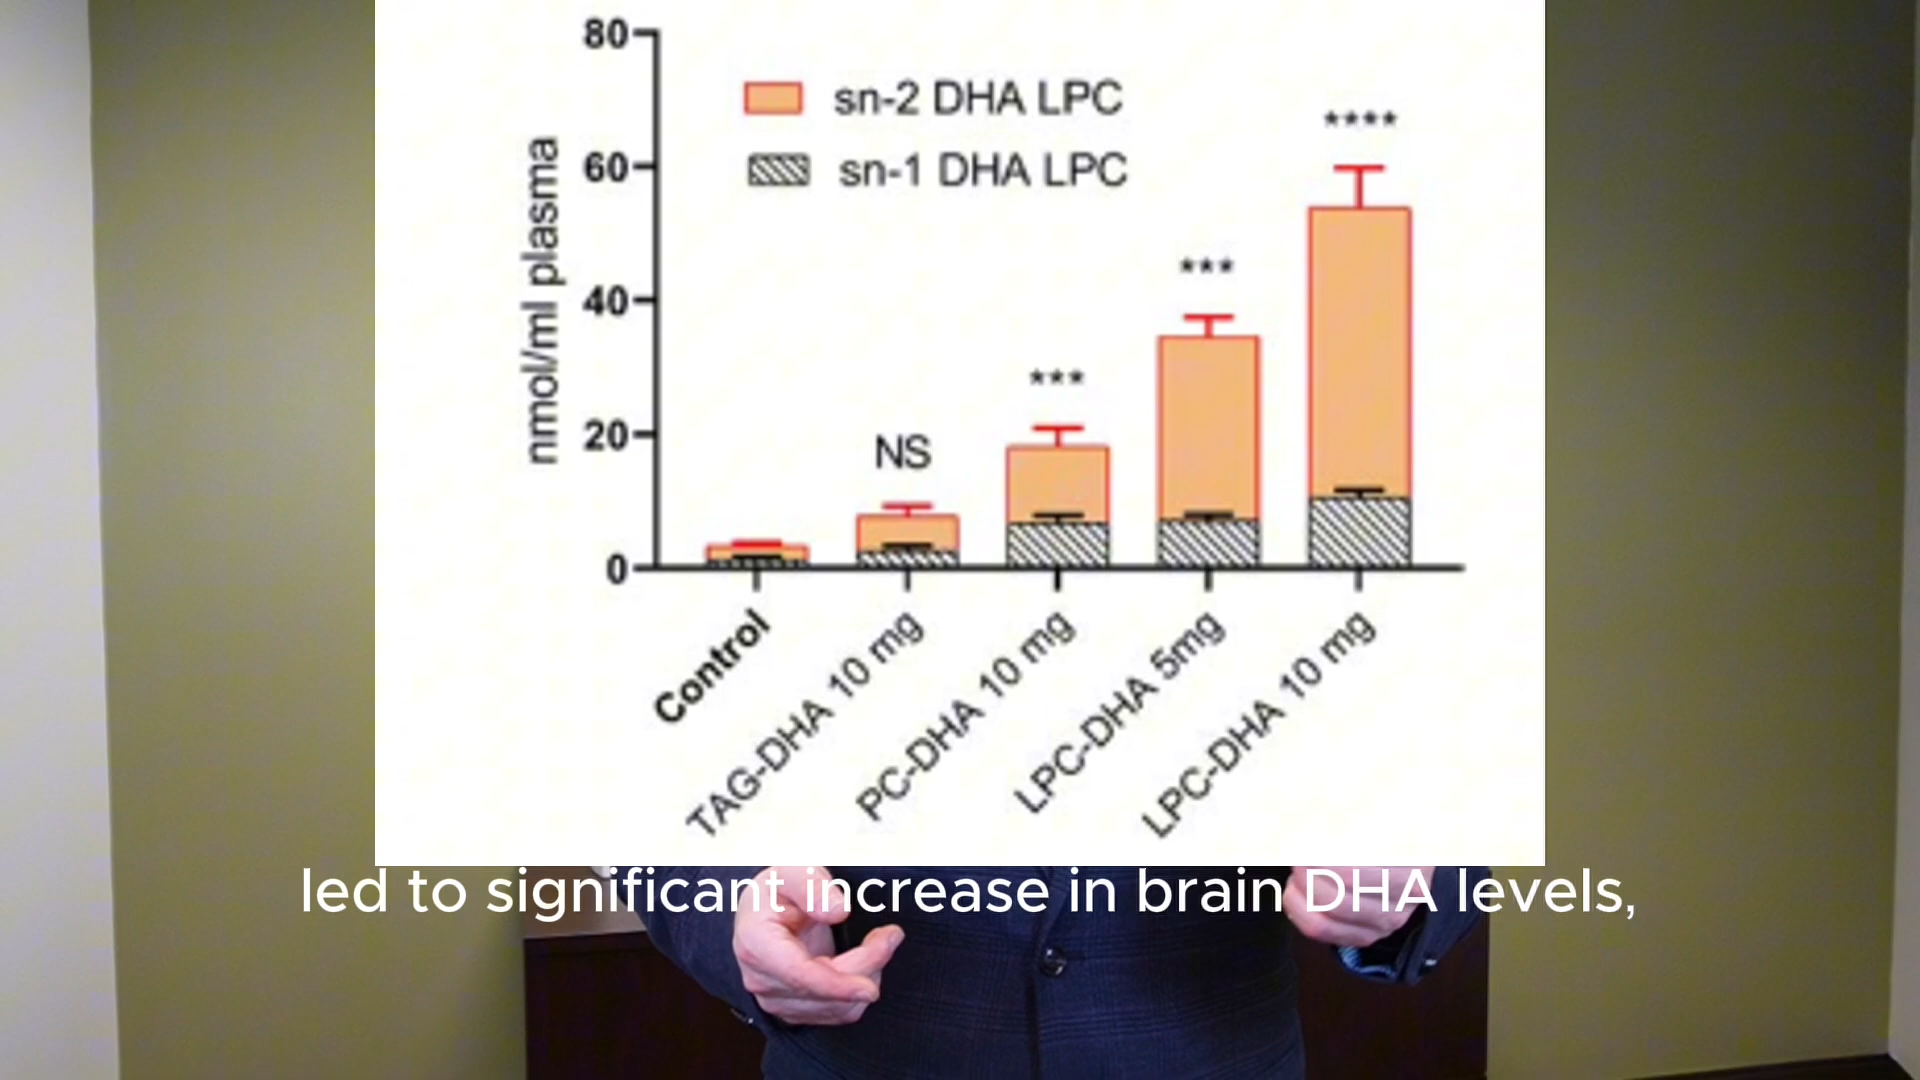 80
60
40
20
0
nmol/ml plasma
sn-2 DHA LPC
sn-1 DHA LPC
NS
***
***
****
Control
TAG-DHA 10 mg
PC-DHA 10 mg
LPC-DHA 5mg
LPC-DHA 10 mg
led to significant increase in brain DHA levels,